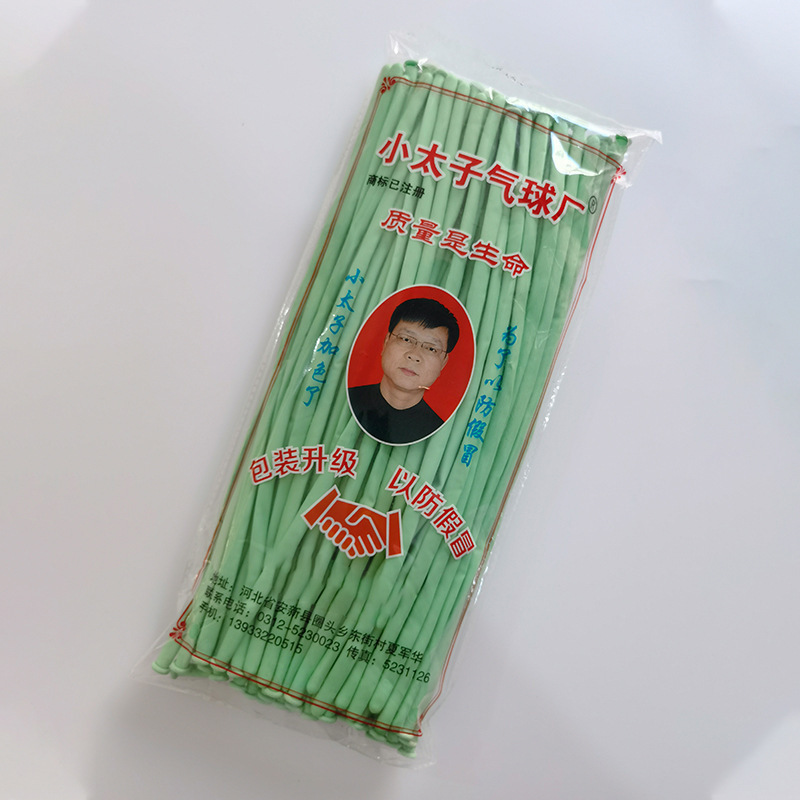 小太子气球厂®
商标已注册
质量是生命
小太子加色了
为了以防假冒
包装升级 以防假冒
地址：河北省安新县圈头乡东街村夏军华
联系电话：0312-5230023 传真：5231126
手机：13933220515